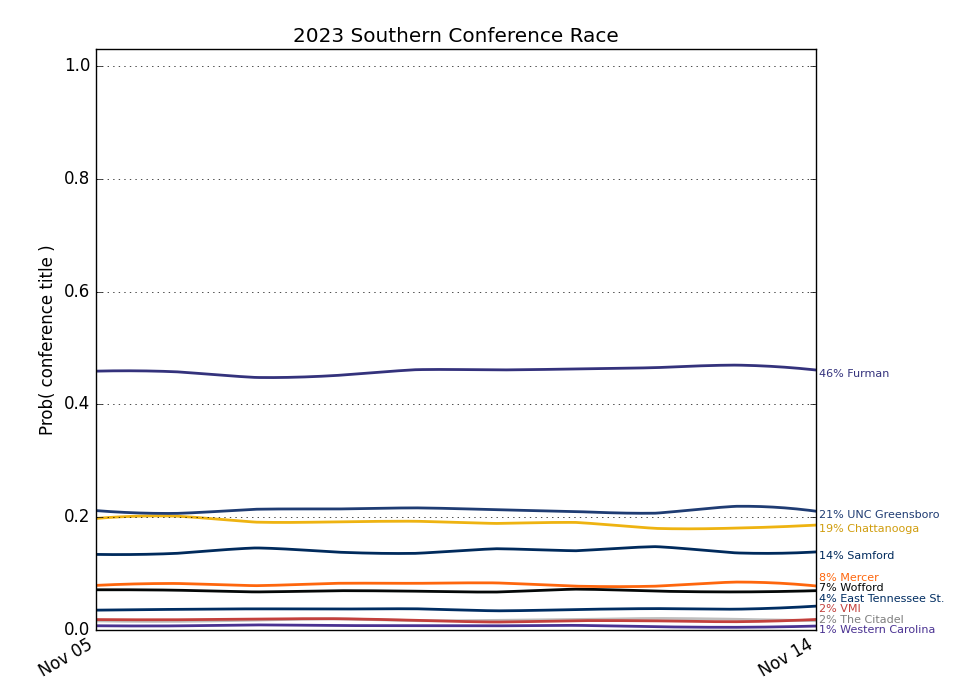 2023 Southern Conference Race
Prob( conference title )
1.0
0.8
0.6
0.4
0.2
0.0
46% Furman
21% UNC Greensboro
19% Chattanooga
14% Samford
8% Mercer
7% Wofford
4% East Tennessee St.
2% VMI
2% The Citadel
1% Western Carolina
Nov 05
Nov 14